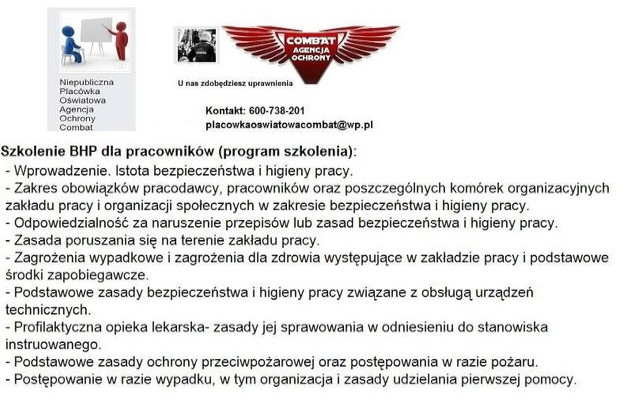 Niepubliczna
Placówka
Oświatowa
Agencja
Ochrony
Combat
U nas zdobędziesz uprawnienia
COMBAT
AGENCJA
OCHRONY
Kontakt: 600-738-201
placowkaoswiatowacombat@wp.pl
Szkolenie BHP dla pracowników (program szkolenia):
- Wprowadzenie. Istota bezpieczeństwa i higieny pracy.
- Zakres obowiązków pracodawcy, pracowników oraz poszczególnych komórek organizacyjnych
zakładu pracy i organizacji społecznych w zakresie bezpieczeństwa i higieny pracy.
- Odpowiedzialność za naruszenie przepisów lub zasad bezpieczeństwa i higieny pracy.
- Zasada poruszania się na terenie zakładu pracy.
- Zagrożenia wypadkowe i zagrożenia dla zdrowia występujące w zakładzie pracy i podstawowe
środki zapobiegawcze.
- Podstawowe zasady bezpieczeństwa i higieny pracy związane z obsługą urządzeń
technicznych.
- Profilaktyczna opieka lekarska- zasady jej sprawowania w odniesieniu do stanowiska
instruowanego.
- Podstawowe zasady ochrony przeciwpożarowej oraz postępowania w razie pożaru.
- Postępowanie w razie wypadku, w tym organizacja i zasady udzielania pierwszej pomocy.